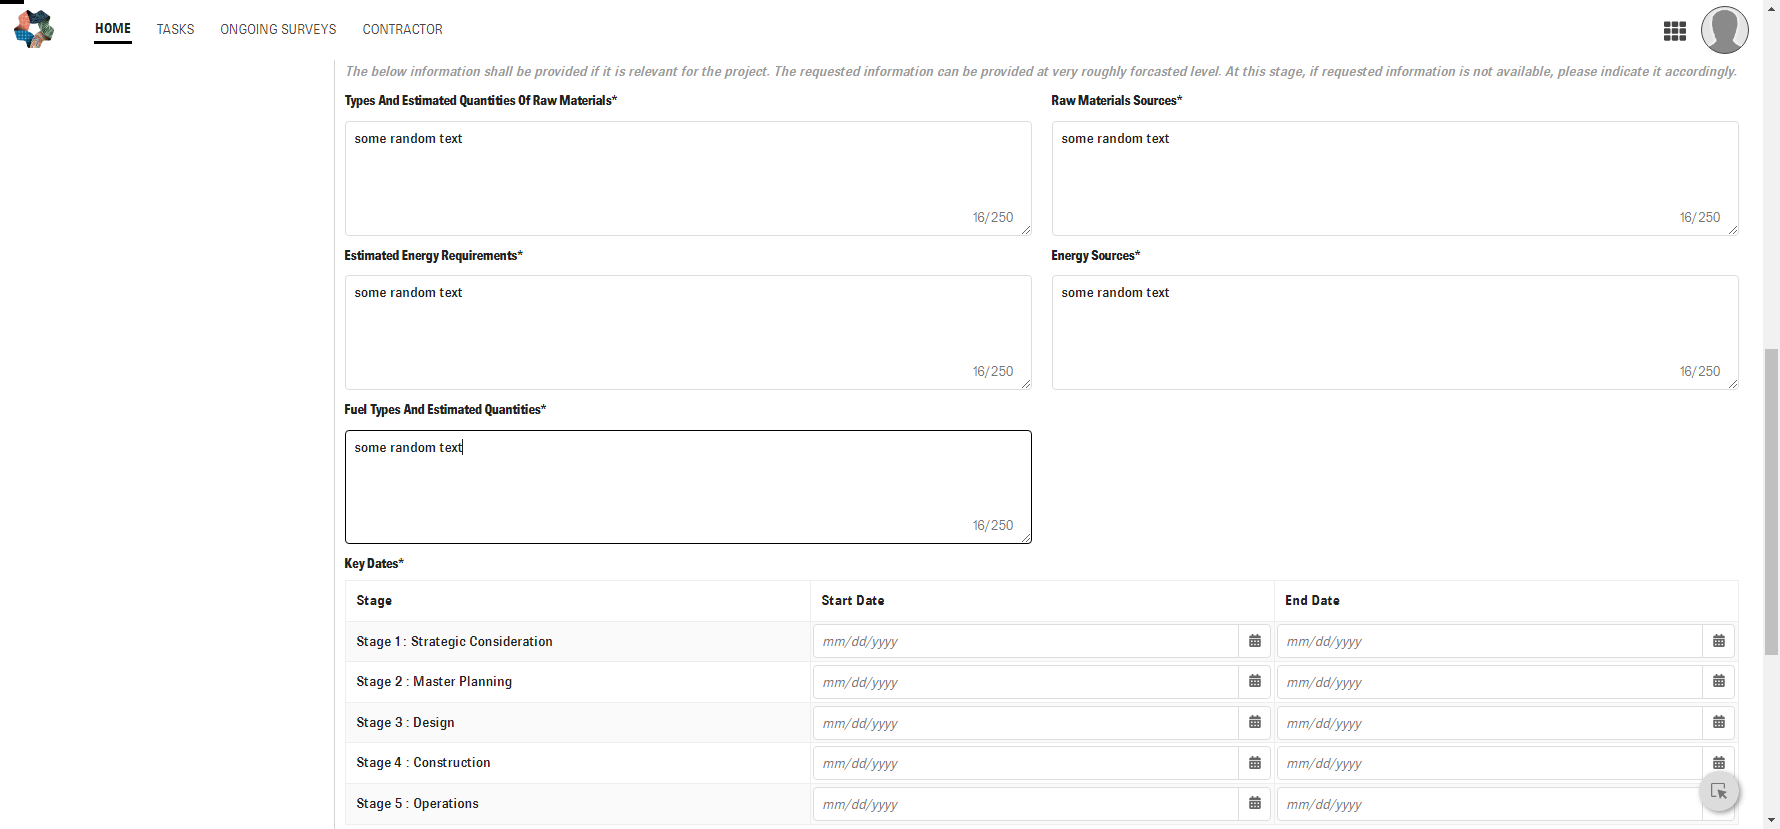 HOME TASKS ONGOING SURVEYS CONTRACTOR
The below information shall be provided if it is relevant for the project. The requested information can be provided at very roughly forcasted level. At this stage, if requested information is not available, please indicate it accordingly.
Types And Estimated Quantities Of Raw Materials* Raw Materials Sources*
some random text some random text
16/250 16/250
Estimated Energy Requirements* Energy Sources*
some random text some random text
16/250 16/250
Fuel Types And Estimated Quantities*
some random text
16/250
Key Dates*
Stage Start Date End Date
Stage 1 : Strategic Consideration mm/dd/yyyy mm/dd/yyyy
Stage 2 : Master Planning mm/dd/yyyy mm/dd/yyyy
Stage 3 : Design mm/dd/yyyy mm/dd/yyyy
Stage 4 : Construction mm/dd/yyyy mm/dd/yyyy
Stage 5 : Operations mm/dd/yyyy mm/dd/yyyy